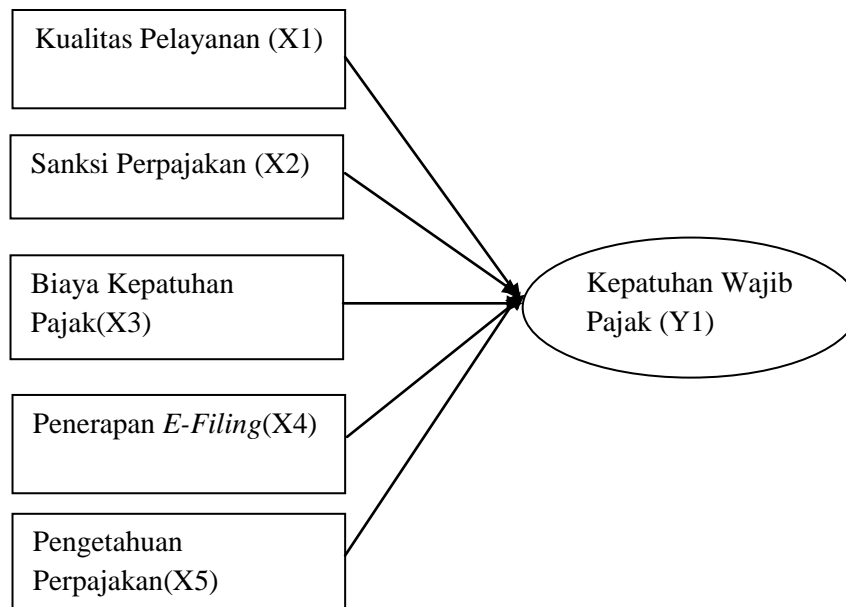 Kualitas Pelayanan (X1)
Sanksi Perpajakan (X2)
Biaya Kepatuhan
Pajak(X3)
Penerapan E-Filing(X4)
Pengetahuan
Perpajakan(X5)
Kepatuhan Wajib
Pajak (Y1)